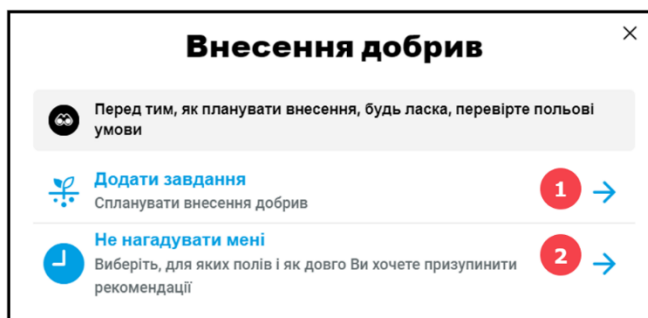 Внесення добрив
Перед тим, як планувати внесення, будь ласка, перевірте польові
умови
Додати завдання
1
Спланувати внесення добрив
Не нагадувати мені
2
Виберіть, для яких полів і як довго Ви хочете призупинити
рекомендації